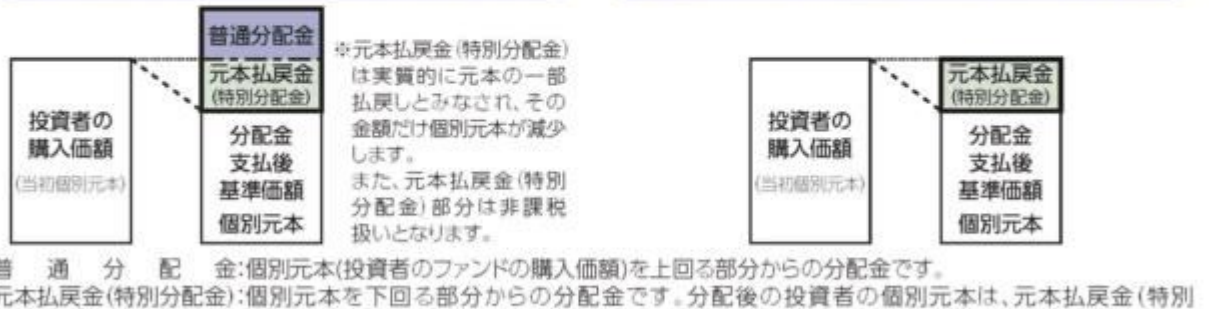 普通分配金
元本払戻金
(特別分配金)
投資者の
購入価額
(当初個別元本)
分配金
支払後
基準価額
個別元本
※元本払戻金(特別分配金)
は実質的に元本の一部
払戻しとみなされ、その
金額だけ個別元本が減少
します。
また、元本払戻金(特別
分配金)部分は非課税
扱いとなります。
投資者の
購入価額
(当初個別元本)
元本払戻金
(特別分配金)
分配金
支払後
基準価額
個別元本
普通分配金:個別元本(投資者のファンドの購入価額)を上回る部分からの分配金です。
元本払戻金(特別分配金):個別元本を下回る部分からの分配金です。分配後の投資者の個別元本は、元本払戻金(特別